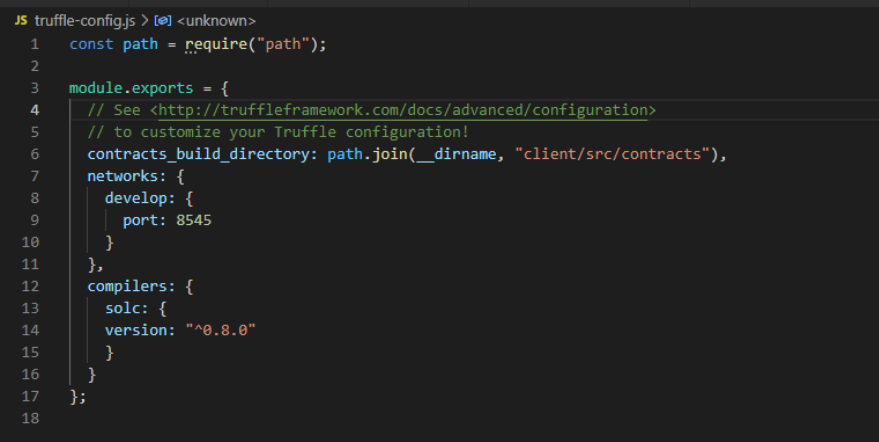 JS truffle-config.js > <unknown>
1 const path = require("path");
2
3 module.exports = {
4   // See <http://truffleframework.com/docs/advanced/configuration>
5   // to customize your Truffle configuration!
6   contracts_build_directory: path.join(__dirname, "client/src/contracts"),
7   networks: {
8     develop: {
9       port: 8545
10     }
11   },
12   compilers: {
13     solc: {
14     version: "^0.8.0"
15     }
16   }
17 };
18